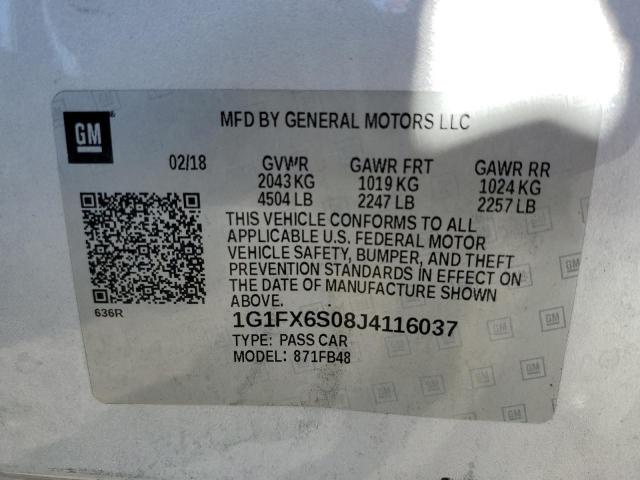 GM
MFD BY GENERAL MOTORS LLC
02/18 GVWR GAWR FRT GAWR RR
2043 KG 1019 KG 1024 KG
4504 LB 2247 LB 2257 LB
THIS VEHICLE CONFORMS TO ALL
APPLICABLE U.S. FEDERAL MOTOR
VEHICLE SAFETY, BUMPER, AND THEFT
PREVENTION STANDARDS IN EFFECT ON
THE DATE OF MANUFACTURE SHOWN
ABOVE.
636R
1G1FX6S08J4116037
TYPE: PASS CAR
MODEL: 871FB48